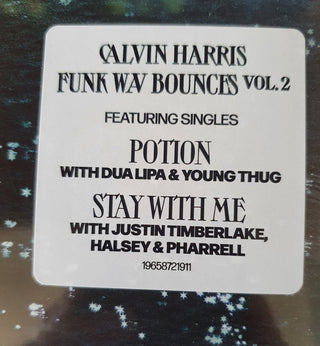 CALVIN HARRIS
FUNK WAV BOUNCES VOL. 2
FEATURING SINGLES
POTION
WITH DUA LIPA & YOUNG THUG
STAY WITH ME
WITH JUSTIN TIMBERLAKE,
HALSEY & PHARRELL
19658721911